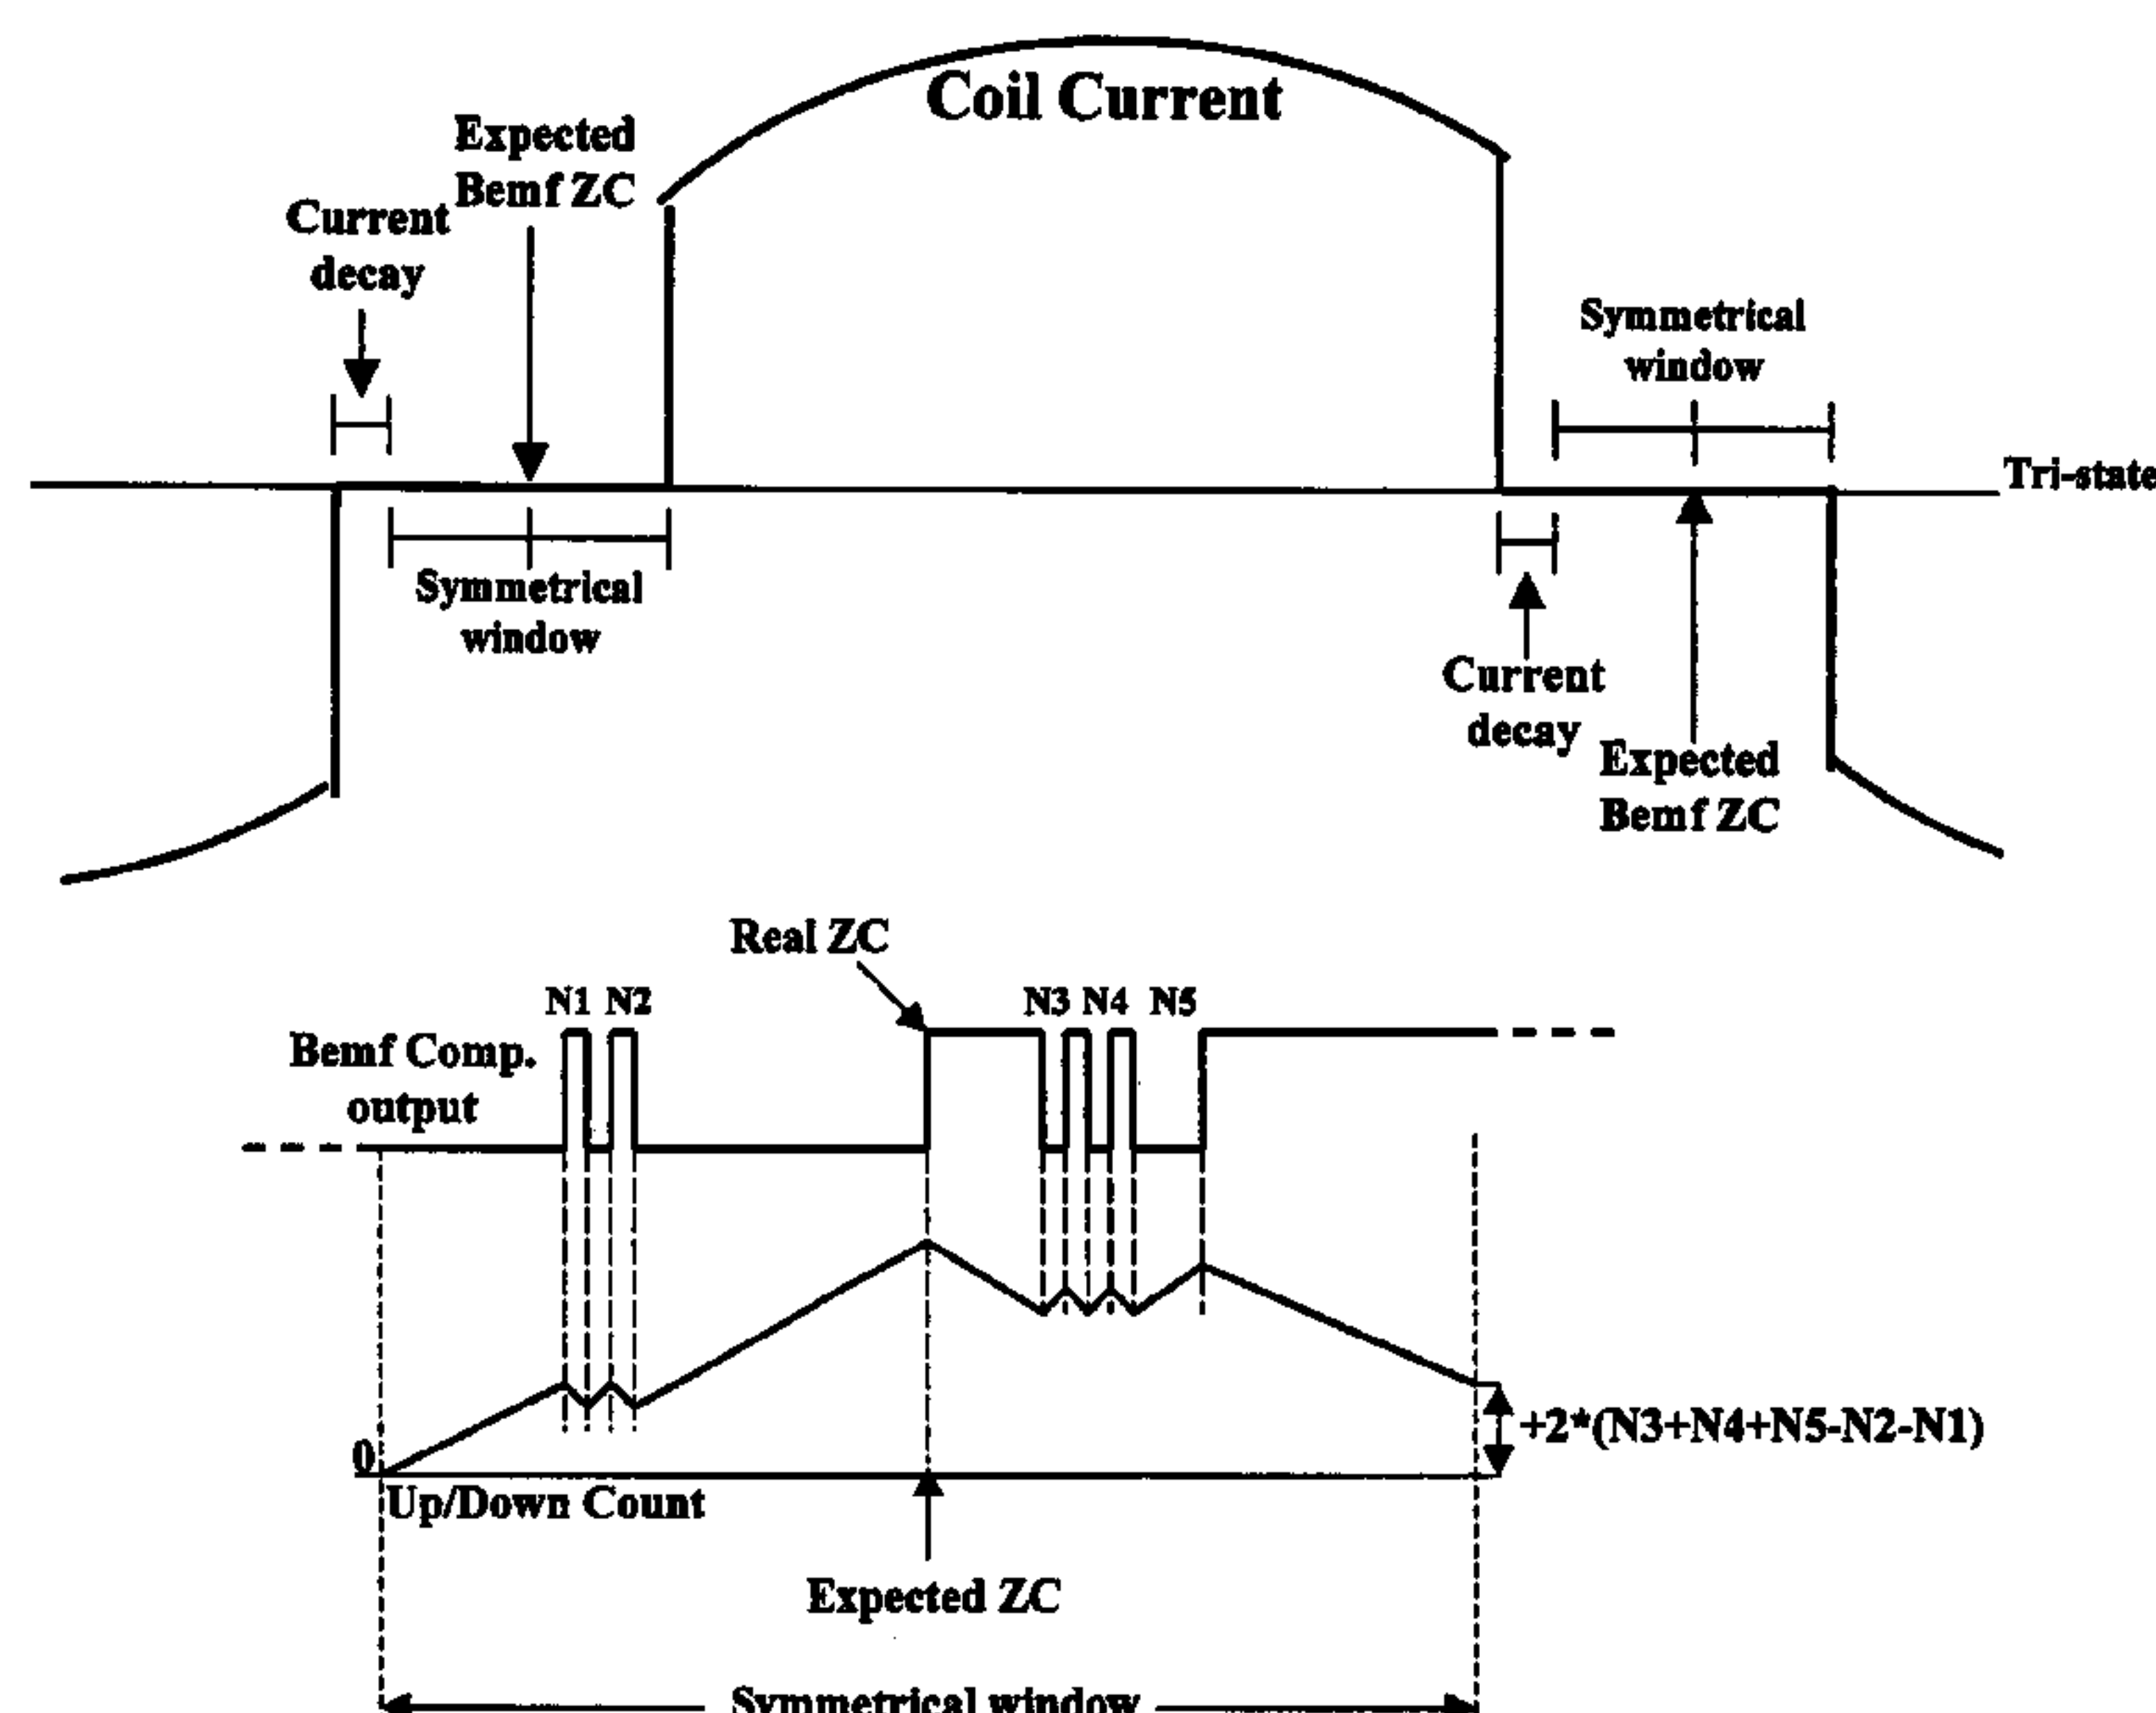 Coil Current
Expected
Bemf ZC
Current
decay
Symmetrical
window
Tri-state
Symmetrical
window
Current
decay
Expected
Bemf ZC
Real ZC
N1 N2
N3 N4 N5
Bemf Comp.
output
+2*(N3+N4+N5-N2-N1)
0
Up/Down Count
Expected ZC
Symmetrical window